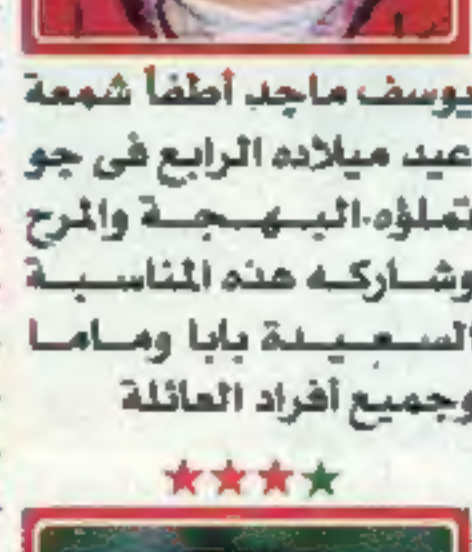 يوسف ماجد أطفأ شمعة
عيد ميلاده الرابع فى جو
تملؤه البهجة والمرح
وشاركه هذه المناسبة
السعيدة بابا وماما
وجميع أفراد العائلة